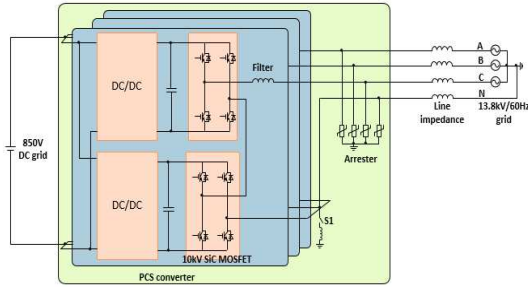 A
B
C
N
Filter
DC/DC
Line
impedance
13.8kV/60Hz
grid
850V
DC grid
Arrester
DC/DC
S1
10kV SiC MOSFET
PCS converter